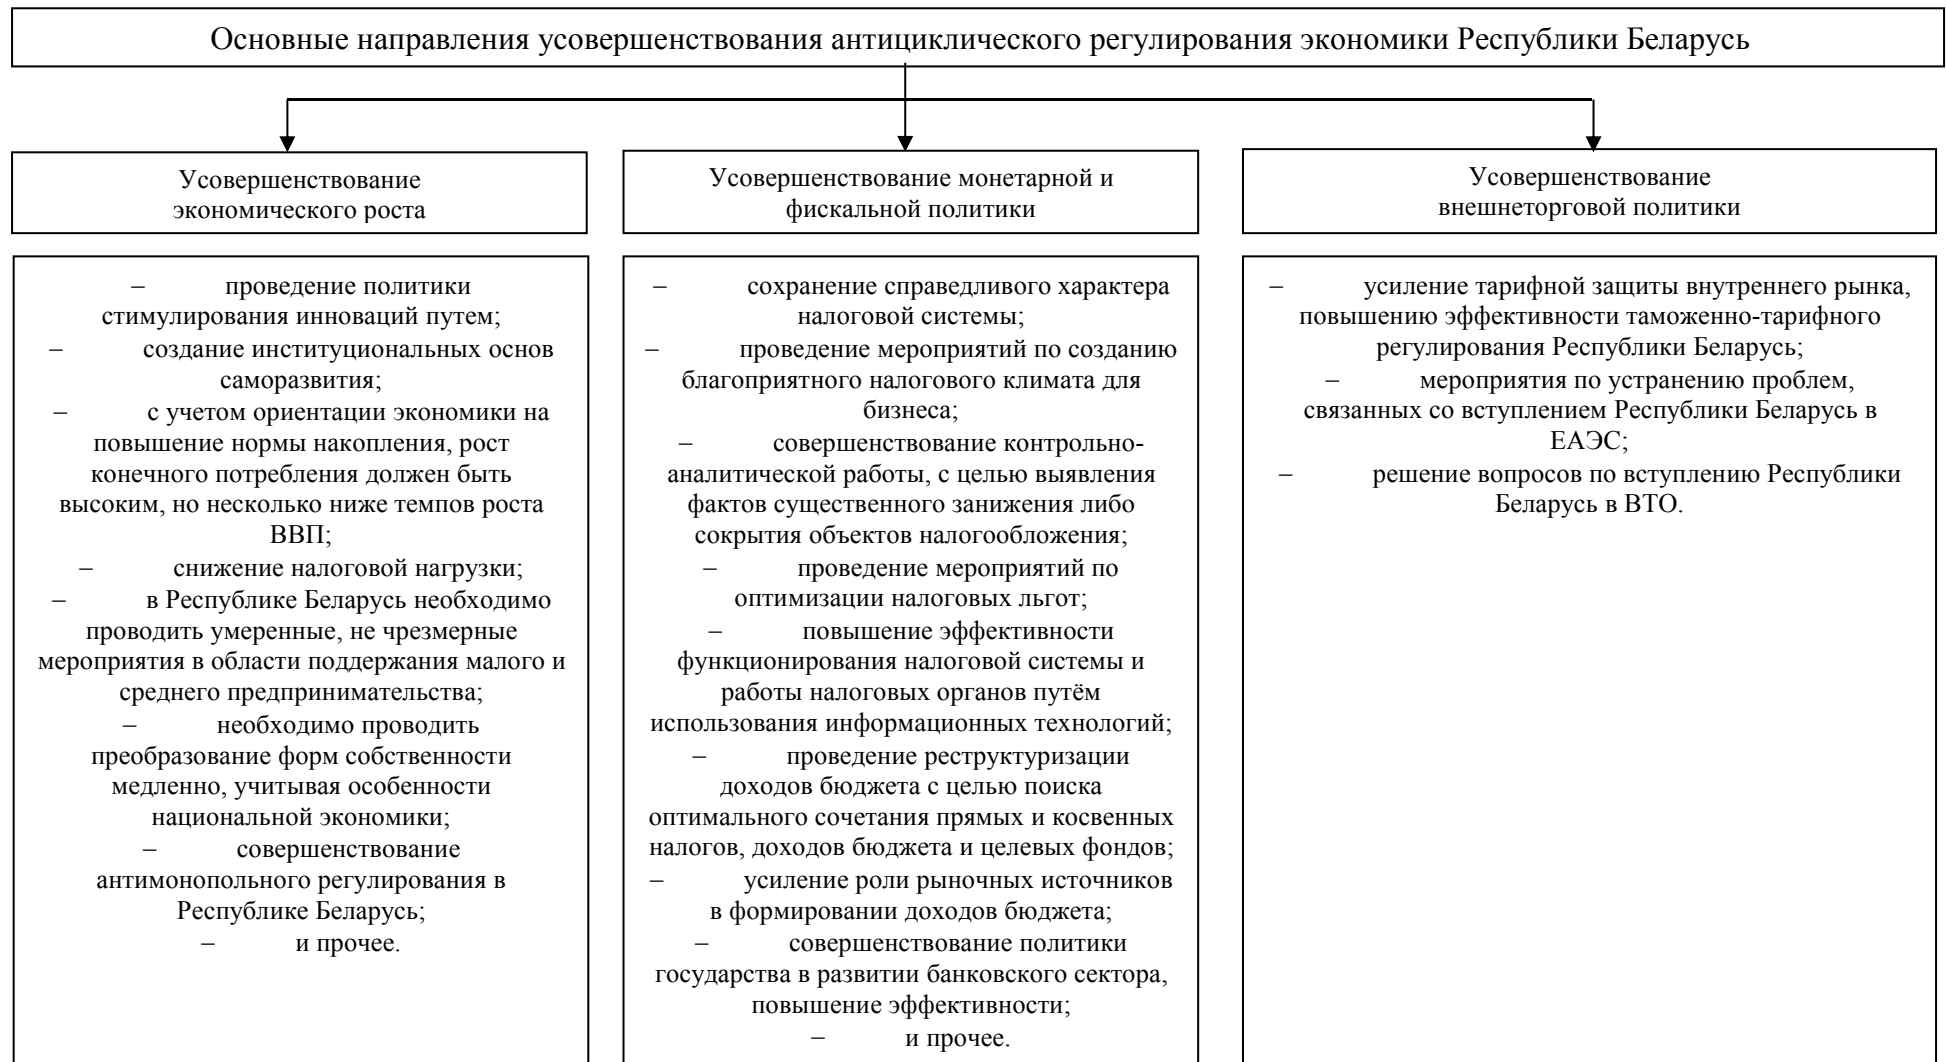 Основные направления усовершенствования антициклического регулирования экономики Республики Беларусь
Усовершенствование
экономического роста
– проведение политики
стимулирования инноваций путем;
– создание институциональных основ
саморазвития;
– с учетом ориентации экономики на
повышение нормы накопления, рост
конечного потребления должен быть
высоким, но несколько ниже темпов роста
ВВП;
– снижение налоговой нагрузки;
– в Республике Беларусь необходимо
проводить умеренные, не чрезмерные
мероприятия в области поддержания малого и
среднего предпринимательства;
– необходимо проводить
преобразование форм собственности
медленно, учитывая особенности
национальной экономики;
– совершенствование
антимонопольного регулирования в
Республике Беларусь;
– и прочее.
Усовершенствование монетарной и
фискальной политики
– сохранение справедливого характера
налоговой системы;
– проведение мероприятий по созданию
благоприятного налогового климата для
бизнеса;
– совершенствование контрольно-
аналитической работы, с целью выявления
фактов существенного занижения либо
сокрытия объектов налогообложения;
– проведение мероприятий по
оптимизации налоговых льгот;
– повышение эффективности
функционирования налоговой системы и
работы налоговых органов путём
использования информационных технологий;
– проведение реструктуризации
доходов бюджета с целью поиска
оптимального сочетания прямых и косвенных
налогов, доходов бюджета и целевых фондов;
– усиление роли рыночных источников
в формировании доходов бюджета;
– совершенствование политики
государства в развитии банковского сектора,
повышение эффективности;
– и прочее.
Усовершенствование
внешнеторговой политики
– усиление тарифной защиты внутреннего рынка,
повышению эффективности таможенно-тарифного
регулирования Республики Беларусь;
– мероприятия по устранению проблем,
связанных со вступлением Республики Беларусь в
ЕАЭС;
– решение вопросов по вступлению Республики
Беларусь в ВТО.